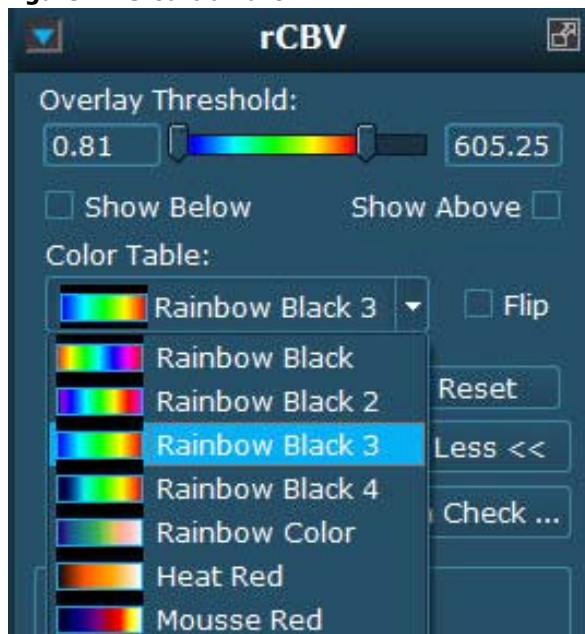 rCBV
Overlay Threshold:
0.81 605.25
Show Below Show Above
Color Table:
Rainbow Black 3 Flip
Rainbow Black
Rainbow Black 2 Reset
Rainbow Black 3 Less <<
Rainbow Black 4
Rainbow Color Check ...
Heat Red
Mousse Red